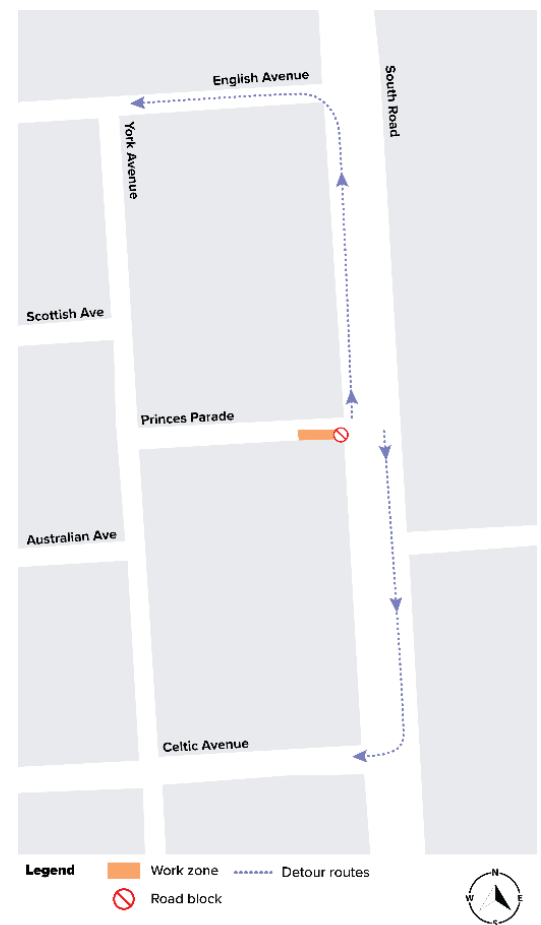 English Avenue
South Road
York Avenue
Scottish Ave
Princes Parade
Australian Ave
Celtic Avenue
Legend
Work zone
Detour routes
Road block
N
W
E
S